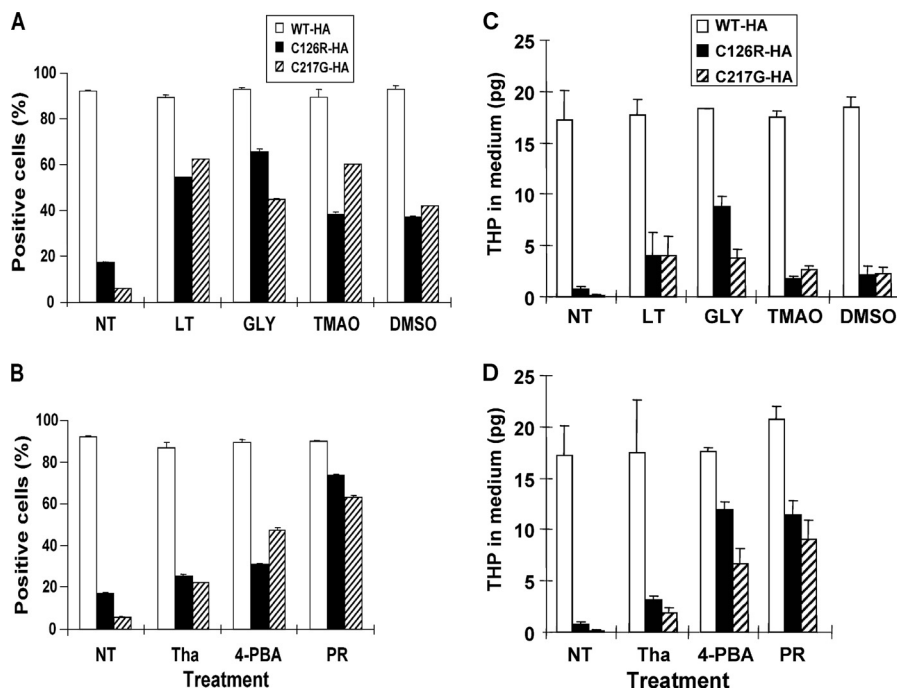 A
WT-HA
C126R-HA
C217G-HA
Positive cells (%)
100
80
60
40
20
0
NT LT GLY TMAO DMSO
C
WT-HA
C126R-HA
C217G-HA
THP in medium (pg)
25
20
15
10
5
0
NT LT GLY TMAO DMSO
B
Positive cells (%)
100
80
60
40
20
0
NT Tha 4-PBA PR
Treatment
D
THP in medium (pg)
25
20
15
10
5
0
NT Tha 4-PBA PR
Treatment